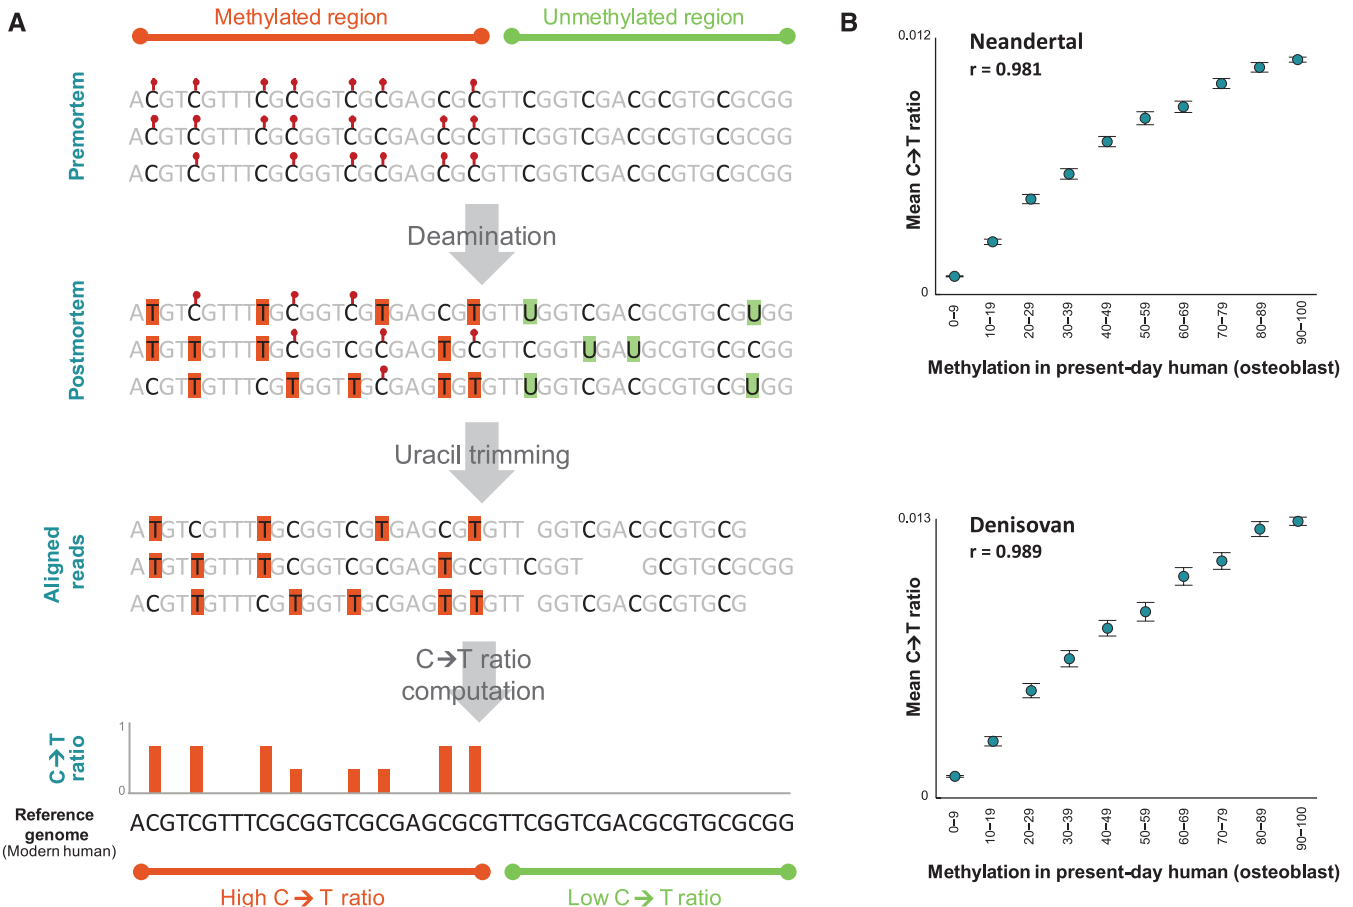 A
Methylated region
Unmethylated region
Premortem
ACGTCGTTTCGCGGTCGCGAGCGCGTTCGGTCGACGCGTGCGCGG
ACGTCGTTTCGCGGTCGCGAGCGCGTTCGGTCGACGCGTGCGCGG
ACGTCGTTTCGCGGTCGCGAGCGCGTTCGGTCGACGCGTGCGCGG
Deamination
Postmortem
ATGTCGTTTTGCGGTCGTGAGCGTGTTUGGTCGACGCGTGCGUGG
ATGTTGTTTTGCGGTCGCGAGTGCGTTCGGTUGAUGCGTGCGCGG
ACGTTGTTTCGTGGTTGCGAGTGTGTTUGGTCGACGCGTGCGUGG
Uracil trimming
Aligned
reads
ATGTCGTTTTGCGGTCGTGAGCGTGTT GGTCGACGCGTGCG
ATGTTGTTTTGCGGTCGCGAGTGCGTTCGGT GCGTGCGCGG
ACGTTGTTTCGTGGTTGCGAGTGTGTT GGTCGACGCGTGCG
C→T ratio
computation
C→T
ratio
1
0
Reference
genome
(Modern human)
ACGTCGTTTCGCGGTCGCGAGCGCGTTCGGTCGACGCGTGCGCGG
High C → T ratio
Low C → T ratio
B
Neandertal
r = 0.981
0.012
0
Mean C→T ratio
0–9
10–19
20–29
30–39
40–49
50–59
60–69
70–79
80–89
90–100
Methylation in present-day human (osteoblast)
Denisovan
r = 0.989
0.013
0
Mean C→T ratio
0–9
10–19
20–29
30–39
40–49
50–59
60–69
70–79
80–89
90–100
Methylation in present-day human (osteoblast)